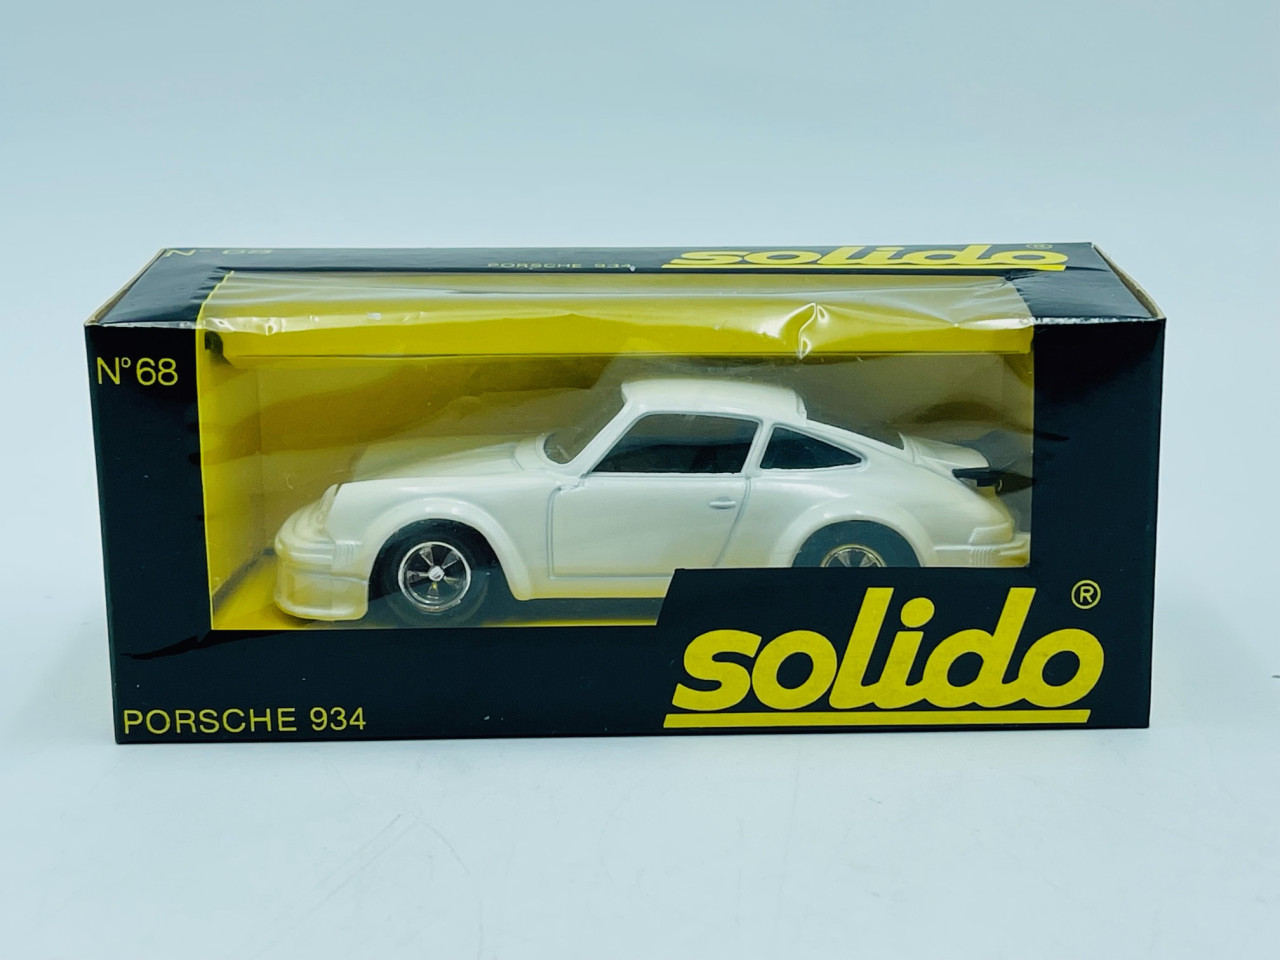 N° 68
PORSCHE 934
solido ®
N° 68
solido ®
PORSCHE 934